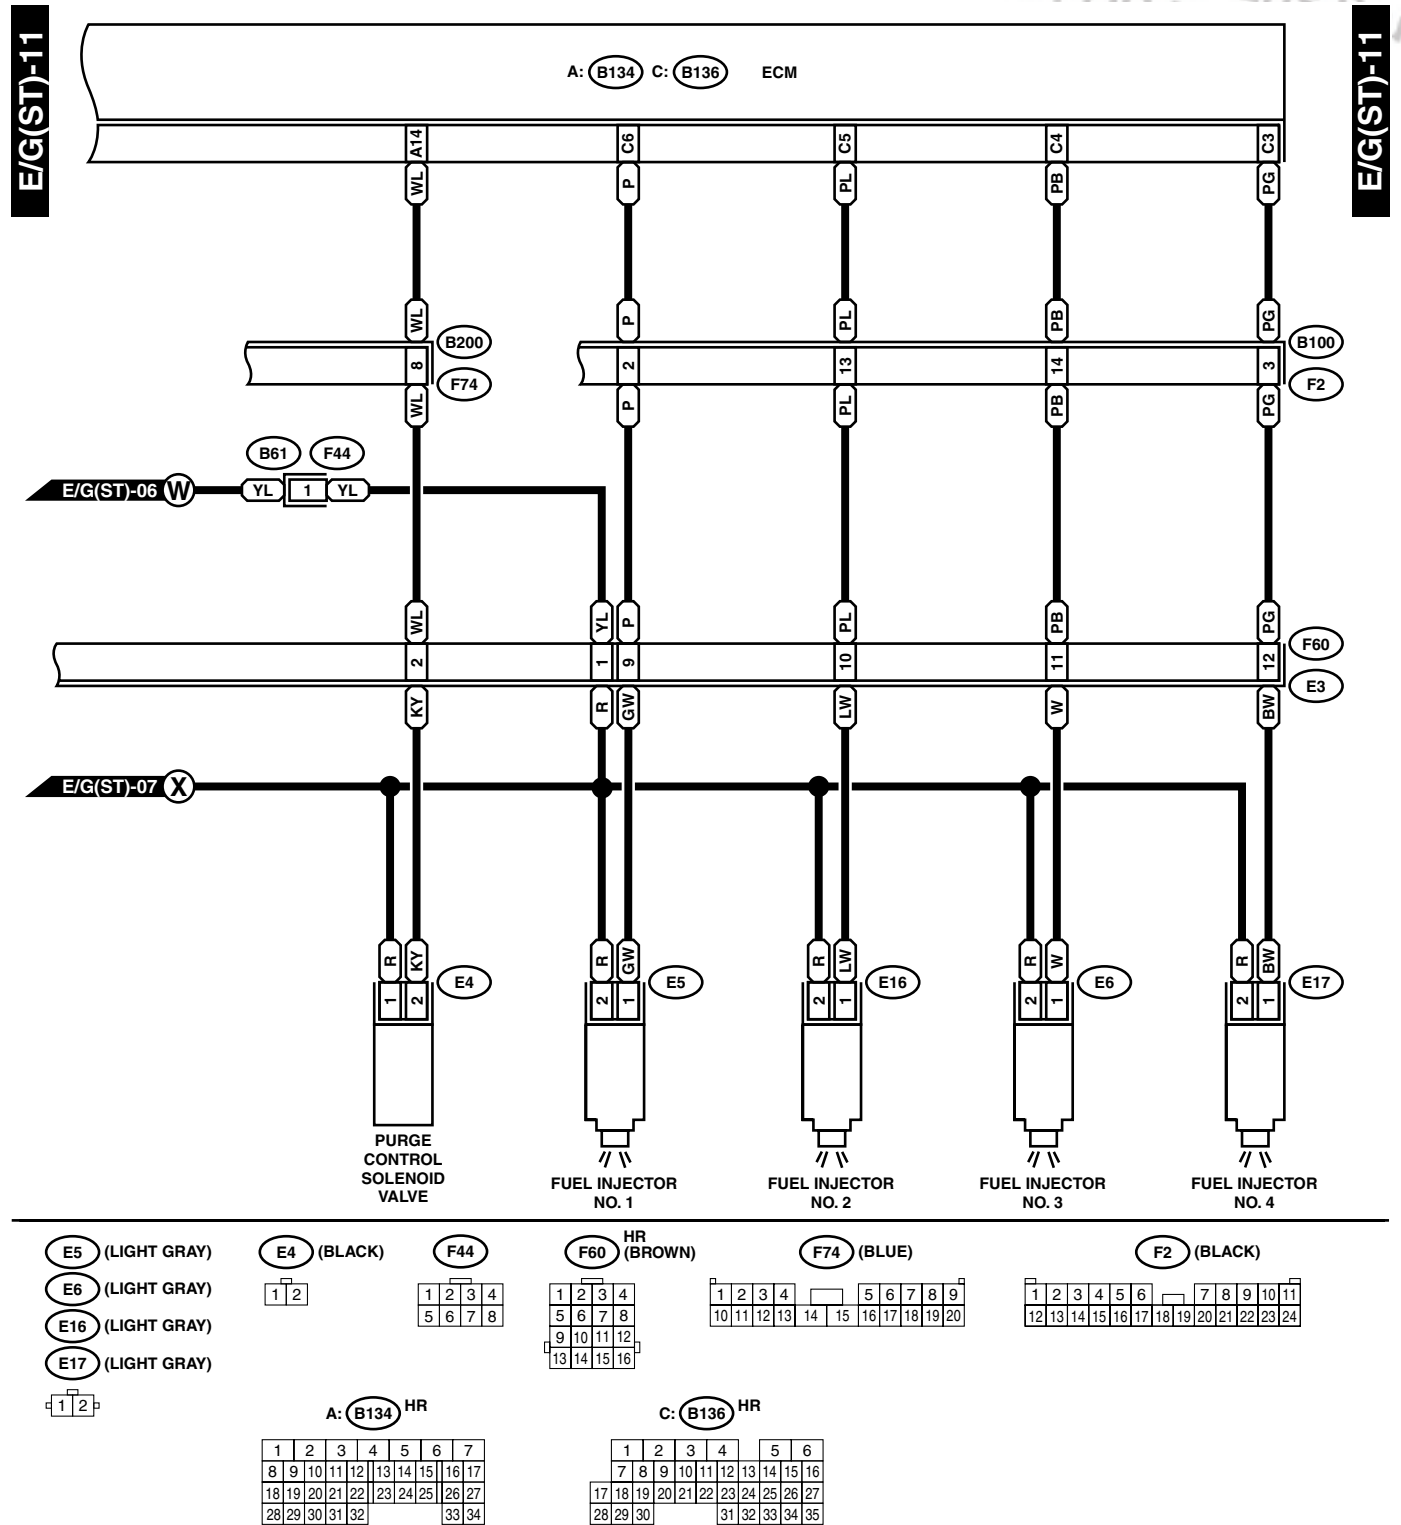 E/G(ST)-11
E/G(ST)-11
A: B134 C: B136 ECM
A14 C6 C5 C4 C3
WL P PL PB PG
WL P PL PB PG
B200 B100
8 2 13 14 3
F74 F2
WL P PL PB PG
B61 F44
E/G(ST)-06 W YL 1 YL
WL YL P PL PB PG
2 1 9 10 11 12 F60
E3
KY R GW LW W BW
E/G(ST)-07 X
R KY R GW R LW R W R BW
E4 E5 E16 E6 E17
1 2 2 1 2 1 2 1 2 1
PURGE
CONTROL
SOLENOID
VALVE
FUEL INJECTOR
NO. 1
FUEL INJECTOR
NO. 2
FUEL INJECTOR
NO. 3
FUEL INJECTOR
NO. 4
E5 (LIGHT GRAY)
E6 (LIGHT GRAY)
E16 (LIGHT GRAY)
E17 (LIGHT GRAY)
1 2
E4 (BLACK)
1 2
F44
1 2 3 4
5 6 7 8
F60 HR
(BROWN)
1 2 3 4
5 6 7 8
9 10 11 12
13 14 15 16
F74 (BLUE)
1 2 3 4 5 6 7 8 9
10 11 12 13 14 15 16 17 18 19 20
F2 (BLACK)
1 2 3 4 5 6 7 8 9 10 11
12 13 14 15 16 17 18 19 20 21 22 23 24
A: B134 HR
1 2 3 4 5 6 7
8 9 10 11 12 13 14 15 16 17
18 19 20 21 22 23 24 25 26 27
28 29 30 31 32 33 34
C: B136 HR
1 2 3 4 5 6
7 8 9 10 11 12 13 14 15 16
17 18 19 20 21 22 23 24 25 26 27
28 29 30 31 32 33 34 35